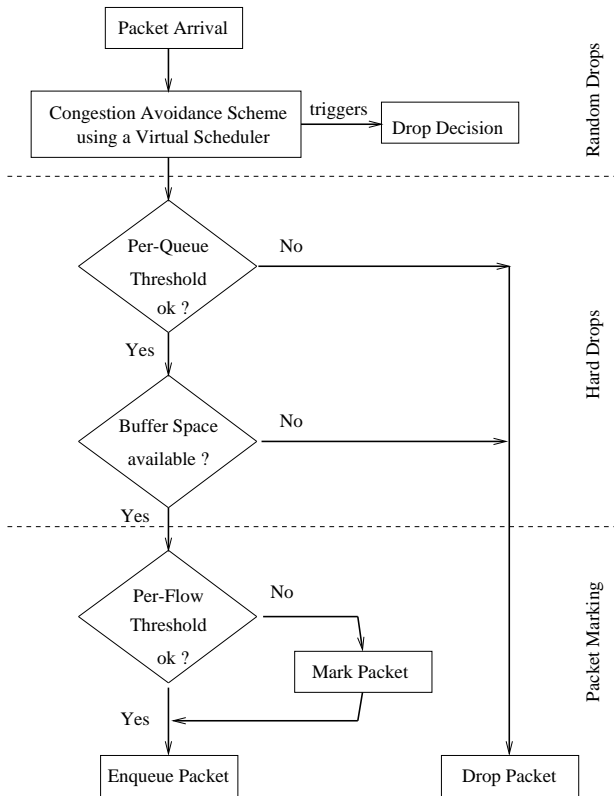 Packet Arrival
Congestion Avoidance Scheme
using a Virtual Scheduler
triggers
Drop Decision
Random Drops
Per-Queue
Threshold
ok ?
No
Yes
Hard Drops
Buffer Space
available ?
No
Yes
Per-Flow
Threshold
ok ?
No
Mark Packet
Packet Marking
Yes
Enqueue Packet
Drop Packet